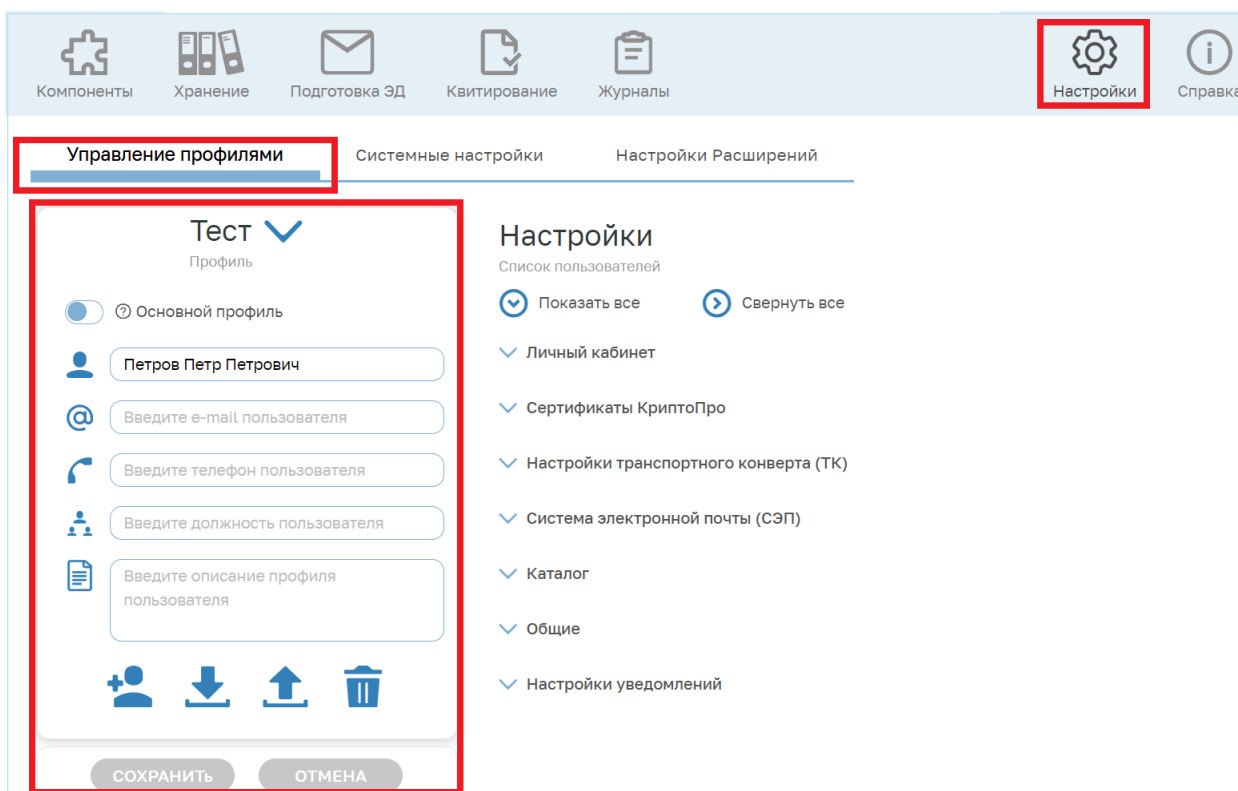 Компоненты
Хранение
Подготовка ЭД
Квитирование
Журналы
Настройки
Справка
Управление профилями
Системные настройки
Настройки Расширений
Тест
Профиль
Основной профиль
Петров Петр Петрович
Введите e-mail пользователя
Введите телефон пользователя
Введите должность пользователя
Введите описание профиля
пользователя
СОХРАНИТЬ
ОТМЕНА
Настройки
Список пользователей
Показать все
Свернуть все
Личный кабинет
Сертификаты КриптоПро
Настройки транспортного конверта (ТК)
Система электронной почты (СЭП)
Каталог
Общие
Настройки уведомлений